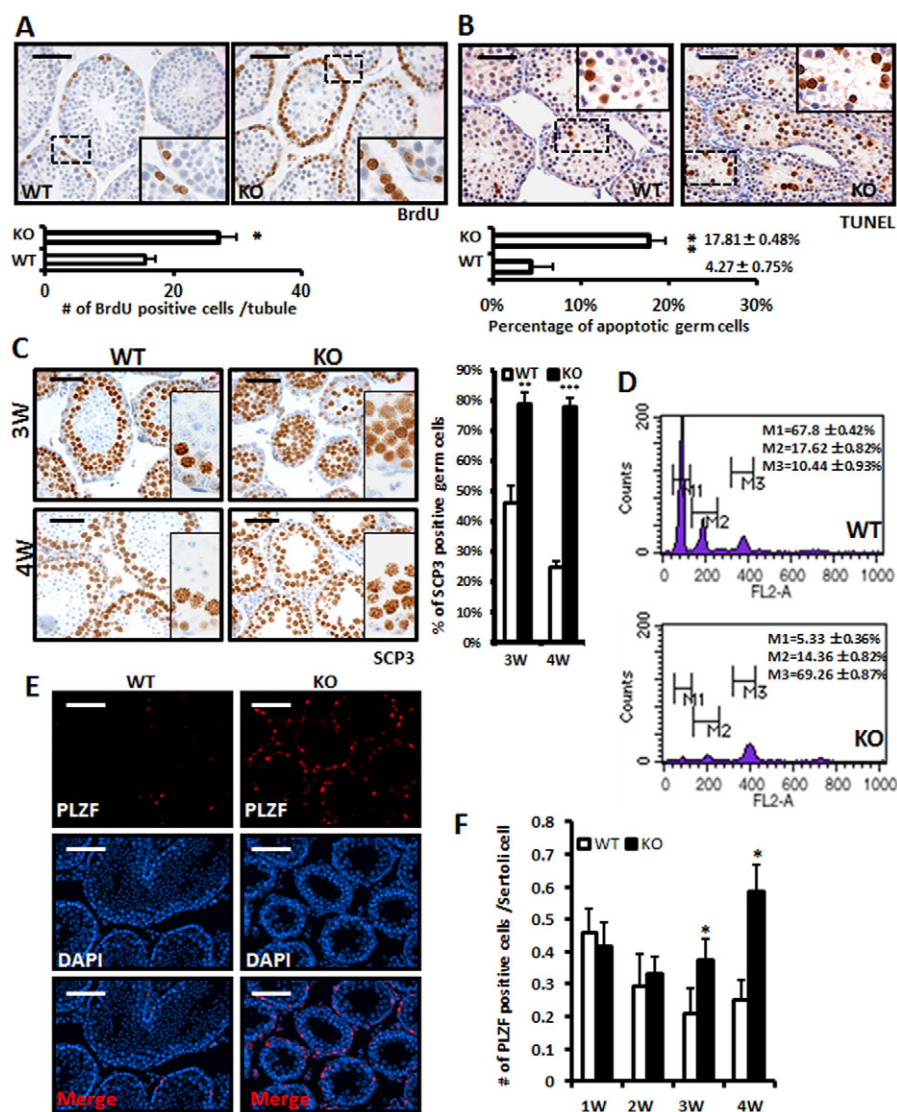 A
WT
KO
BrdU
KO
*
WT
0
20
40
# of BrdU positive cells /tubule
B
WT
KO
TUNEL
KO
**
17.81 ± 0.48%
WT
4.27 ± 0.75%
0%
10%
20%
30%
Percentage of apoptotic germ cells
C
WT
KO
3W
4W
SCP3
% of SCP3 positive germ cells
90%
80%
70%
60%
50%
40%
30%
20%
10%
0%
WT
KO
**
***
3W
4W
D
200
Counts
0
M1=67.8 ±0.42%
M2=17.62 ±0.82%
M3=10.44 ±0.93%
M1
M2
M3
WT
0
200
400
600
800
1000
FL2-A
200
Counts
0
M1=5.33 ±0.36%
M2=14.36 ±0.82%
M3=69.26 ±0.87%
M1
M2
M3
KO
0
200
400
600
800
1000
FL2-A
E
WT
KO
PLZF
PLZF
DAPI
DAPI
Merge
Merge
F
# of PLZF positive cells /Sertoli cell
0.8
0.7
0.6
0.5
0.4
0.3
0.2
0.1
0
WT
KO
*
*
1W
2W
3W
4W